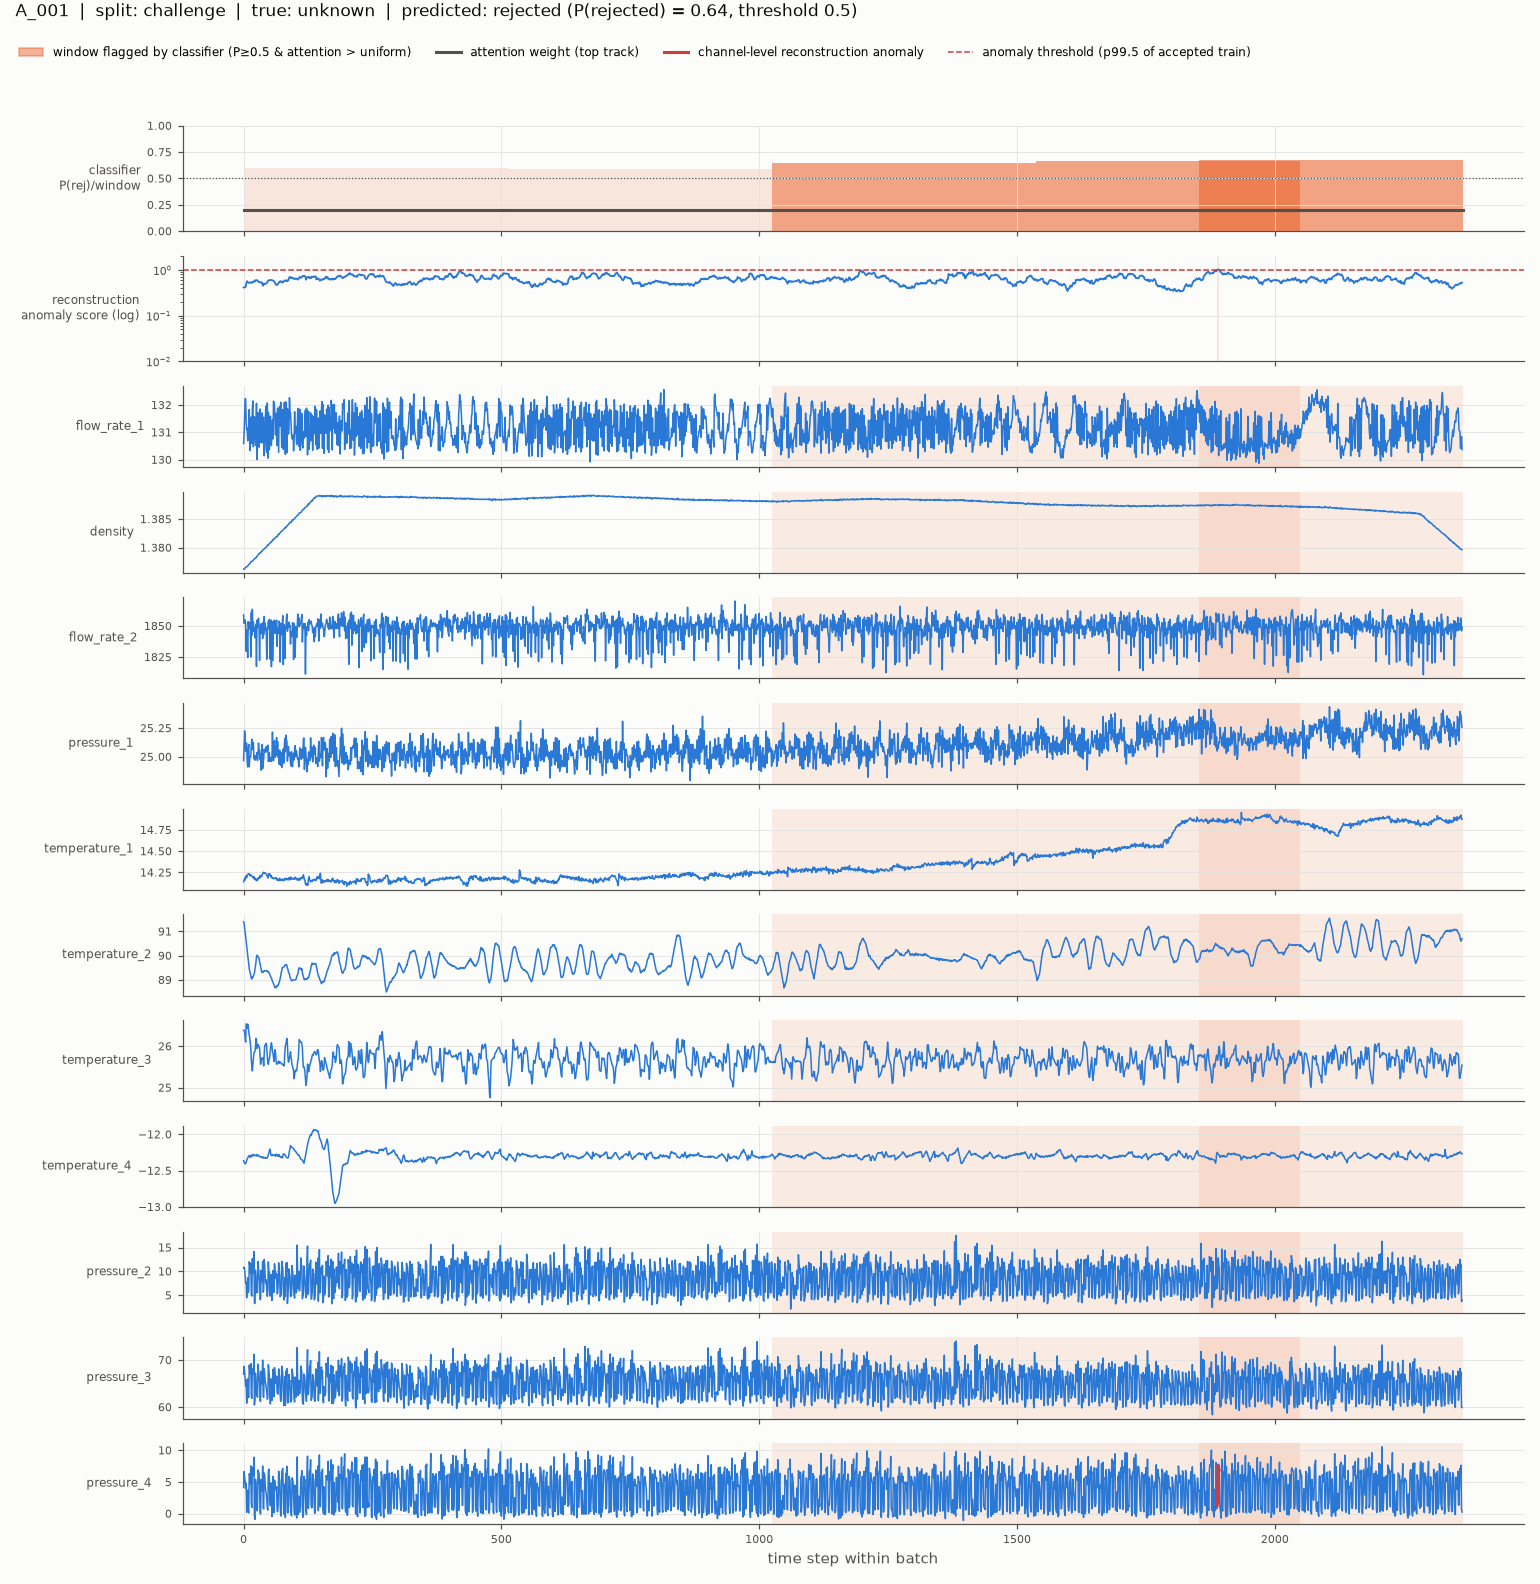 A_001 | split: challenge | true: unknown | predicted: rejected (P(rejected) = 0.64, threshold 0.5)
window flagged by classifier (P≥0.5 & attention > uniform) attention weight (top track) channel-level reconstruction anomaly anomaly threshold (p99.5 of accepted train)
1.00
0.75
classifier
P(rej)/window
0.50
0.25
0.00
10⁰
reconstruction
anomaly score (log)
10⁻¹
10⁻²
132
flow_rate_1
131
130
1.385
density
1.380
1850
flow_rate_2
1825
25.25
pressure_1
25.00
14.75
temperature_1
14.50
14.25
91
temperature_2
90
89
26
temperature_3
25
−12.0
temperature_4
−12.5
−13.0
15
pressure_2
10
5
70
pressure_3
60
10
pressure_4
5
0
0 500 1000 1500 2000
time step within batch